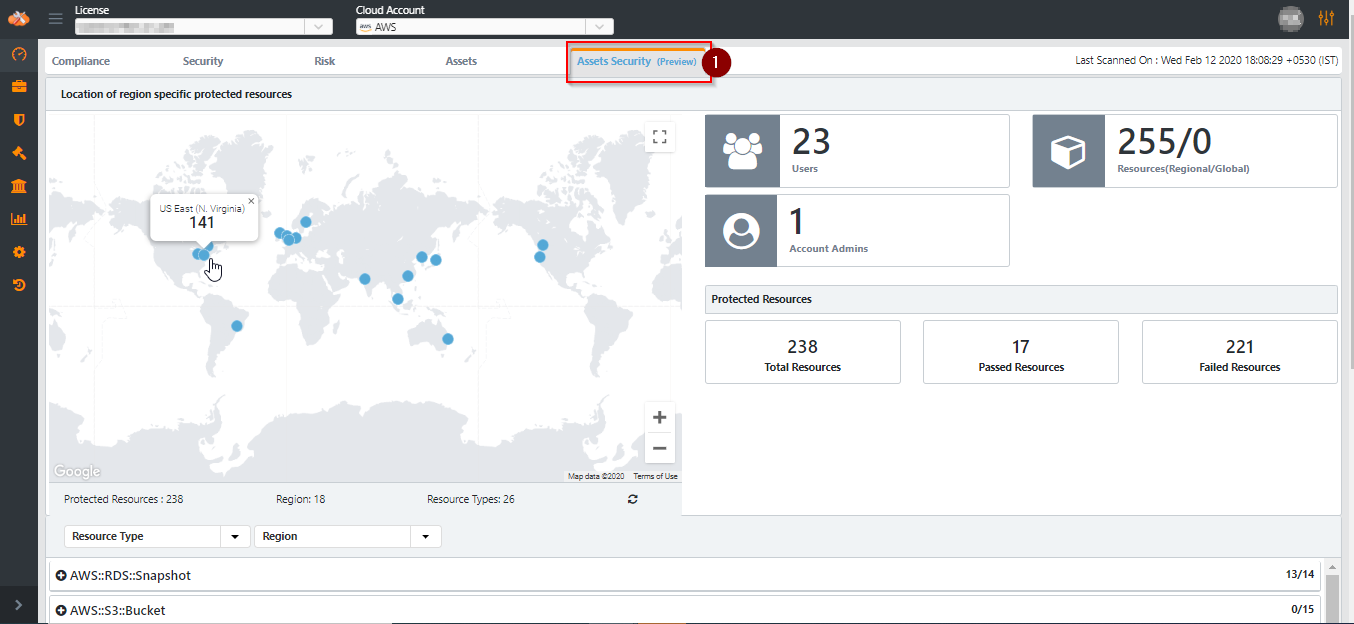 License
Cloud Account
aws AWS
Compliance
Security
Risk
Assets
Assets Security (Preview)
1
Last Scanned On : Wed Feb 12 2020 18:08:29 +0530 (IST)
Location of region specific protected resources
US East (N. Virginia)
141
Google
Map data ©2020 Terms of Use
23
Users
255/0
Resources(Regional/Global)
1
Account Admins
Protected Resources
238
Total Resources
17
Passed Resources
221
Failed Resources
Protected Resources : 238
Region: 18
Resource Types: 26
Resource Type
Region
AWS::RDS::Snapshot
13/14
AWS::S3::Bucket
0/15